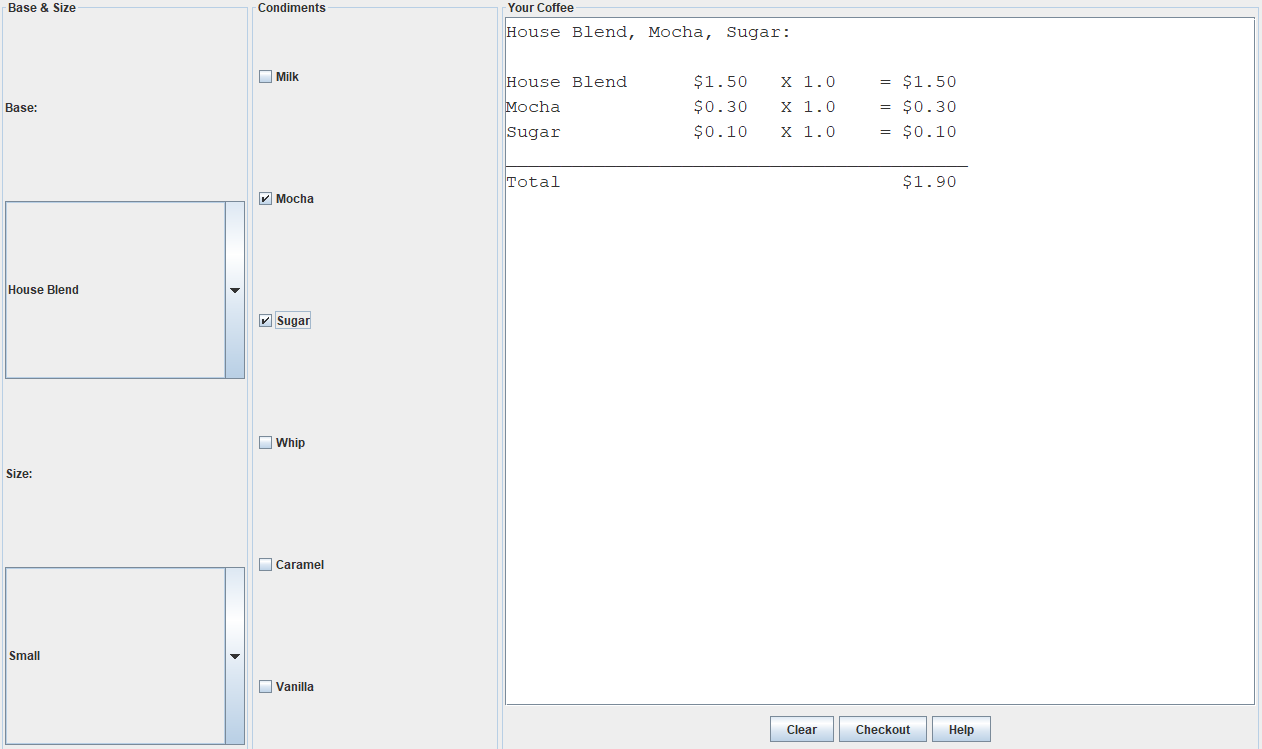 Base & Size
Base:
House Blend
Size:
Small
Condiments
Milk
Mocha
Sugar
Whip
Caramel
Vanilla
Your Coffee
House Blend, Mocha, Sugar:
House Blend $1.50 X 1.0 = $1.50
Mocha $0.30 X 1.0 = $0.30
Sugar $0.10 X 1.0 = $0.10
Total $1.90
Clear Checkout Help